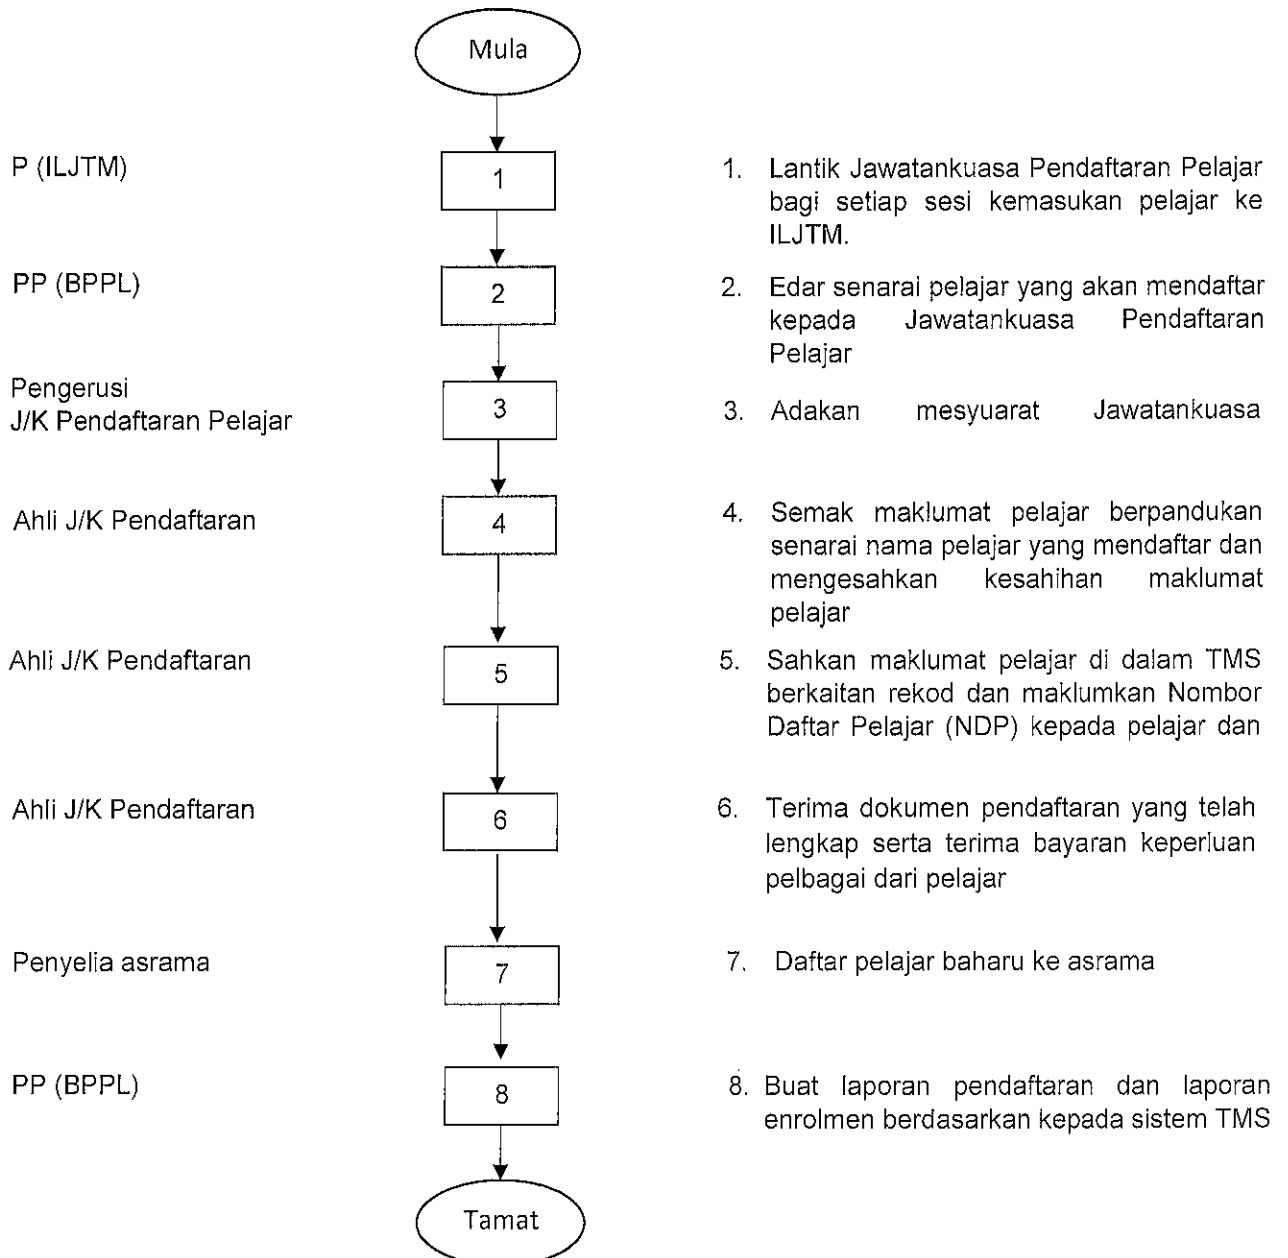 Mula
P (ILJTM)
1
1. Lantik Jawatankuasa Pendaftaran Pelajar
bagi setiap sesi kemasukan pelajar ke
ILJTM.
PP (BPPL)
2
2. Edar senarai pelajar yang akan mendaftar
kepada Jawatankuasa Pendaftaran
Pelajar
Pengerusi
J/K Pendaftaran Pelajar
3
3. Adakan mesyuarat Jawatankuasa
Ahli J/K Pendaftaran
4
4. Semak maklumat pelajar berpandukan
senarai nama pelajar yang mendaftar dan
mengesahkan kesahihan maklumat
pelajar
Ahli J/K Pendaftaran
5
5. Sahkan maklumat pelajar di dalam TMS
berkaitan rekod dan maklumkan Nombor
Daftar Pelajar (NDP) kepada pelajar dan
Ahli J/K Pendaftaran
6
6. Terima dokumen pendaftaran yang telah
lengkap serta terima bayaran keperluan
pelbagai dari pelajar
Penyelia asrama
7
7. Daftar pelajar baharu ke asrama
PP (BPPL)
8
8. Buat laporan pendaftaran dan laporan
enrolmen berdasarkan kepada sistem TMS
Tamat